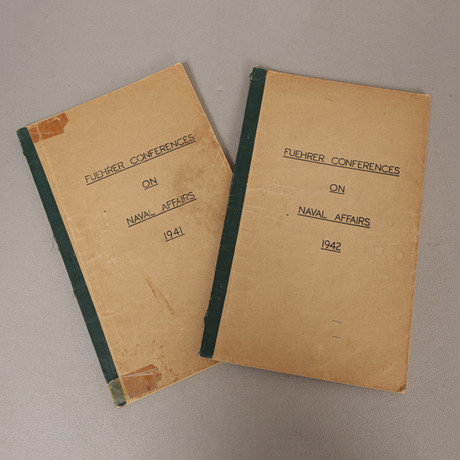 FUEHRER CONFERENCES
ON
NAVAL AFFAIRS
1941
FUEHRER CONFERENCES
ON
NAVAL AFFAIRS
1942